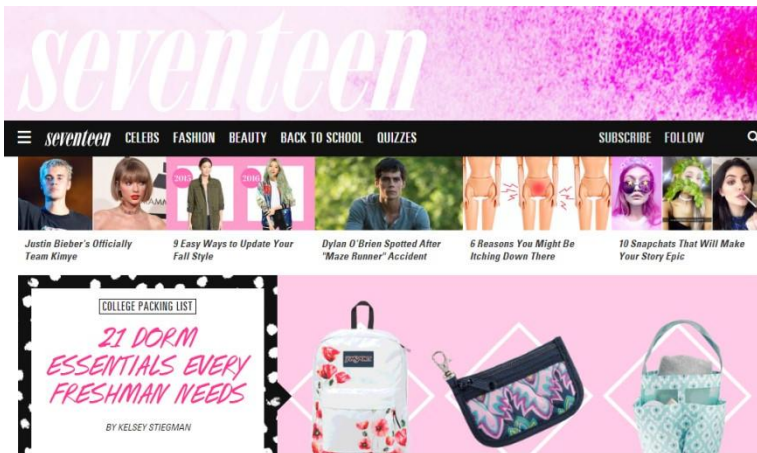 seventeen
seventeen CELEBS FASHION BEAUTY BACK TO SCHOOL QUIZZES SUBSCRIBE FOLLOW
2015
2016
Justin Bieber's Officially
Team Kimye
9 Easy Ways to Update Your
Fall Style
Dylan O'Brien Spotted After
"Maze Runner" Accident
6 Reasons You Might Be
Itching Down There
10 Snapchats That Will Make
Your Story Epic
COLLEGE PACKING LIST
21 DORM
ESSENTIALS EVERY
FRESHMAN NEEDS
BY KELSEY STIEGMAN
JANSPORT